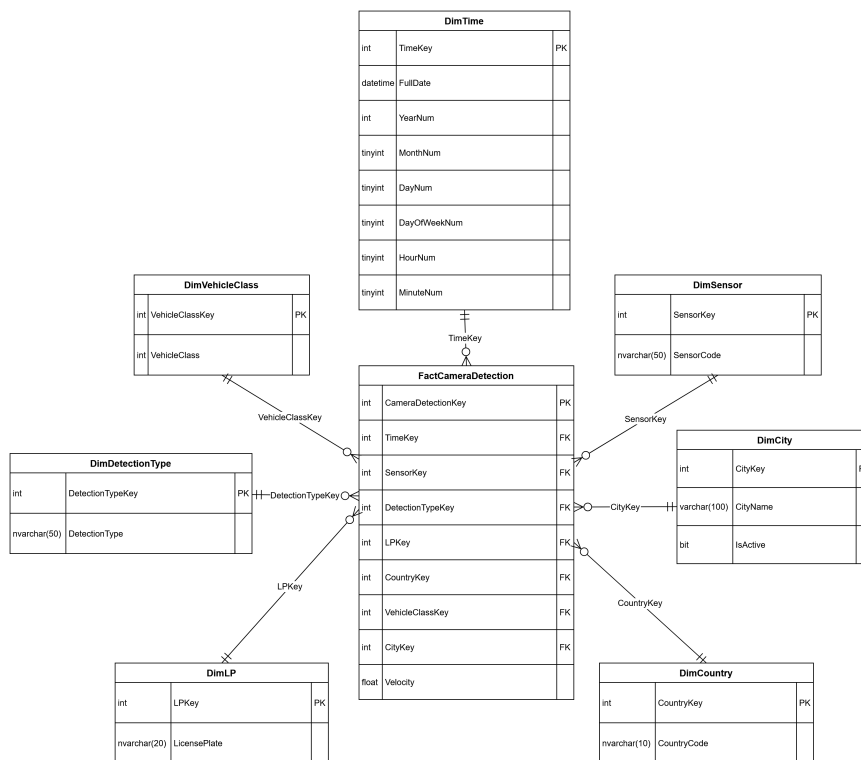 DimTime
int TimeKey PK
datetime FullDate
int YearNum
tinyint MonthNum
tinyint DayNum
tinyint DayOfWeekNum
tinyint HourNum
tinyint MinuteNum
DimVehicleClass
int VehicleClassKey PK
int VehicleClass
DimSensor
int SensorKey PK
nvarchar(50) SensorCode
TimeKey
VehicleClassKey
SensorKey
FactCameraDetection
int CameraDetectionKey PK
int TimeKey FK
int SensorKey FK
int DetectionTypeKey FK
int LPKey FK
int CountryKey FK
int VehicleClassKey FK
int CityKey FK
float Velocity
DimDetectionType
int DetectionTypeKey PK
nvarchar(50) DetectionType
DetectionTypeKey
DimCity
int CityKey
varchar(100) CityName
bit IsActive
CityKey
LPKey
CountryKey
DimLP
int LPKey PK
nvarchar(20) LicensePlate
DimCountry
int CountryKey PK
nvarchar(10) CountryCode